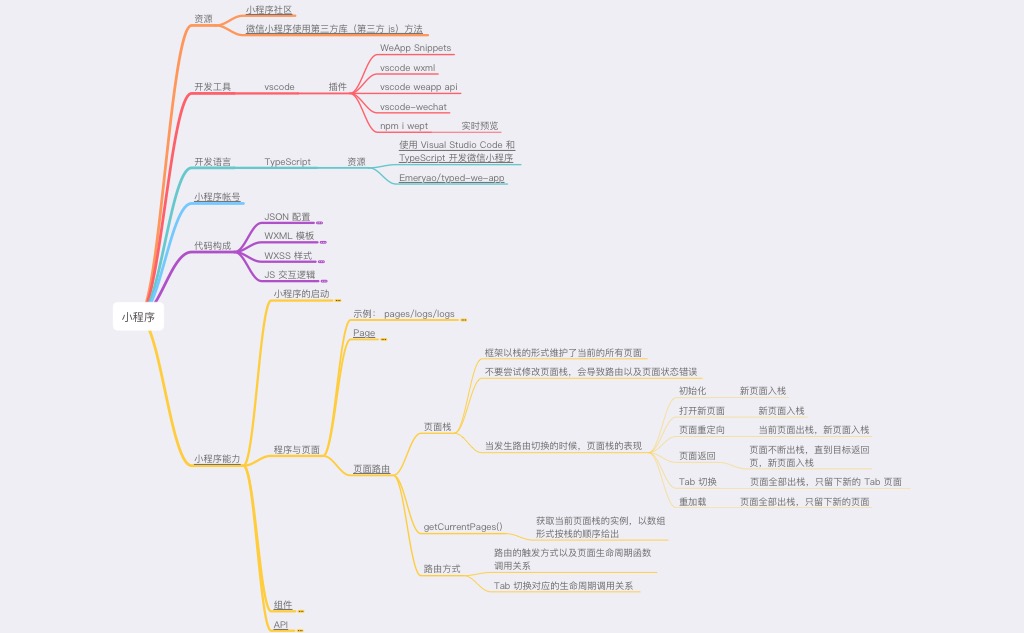 资源
小程序社区
微信小程序使用第三方库（第三方 js）方法
开发工具
vscode
插件
WeApp Snippets
vscode wxml
vscode weapp api
vscode-wechat
npm i wept
实时预览
开发语言
TypeScript
资源
使用 Visual Studio Code 和
TypeScript 开发微信小程序
Emeryao/typed-we-app
小程序帐号
代码构成
JSON 配置
WXML 模板
WXSS 样式
JS 交互逻辑
小程序
小程序能力
小程序的启动
程序与页面
示例： pages/logs/logs
Page
页面路由
页面栈
框架以栈的形式维护了当前的所有页面
不要尝试修改页面栈，会导致路由以及页面状态错误
当发生路由切换的时候，页面栈的表现
初始化
新页面入栈
打开新页面
新页面入栈
页面重定向
当前页面出栈，新页面入栈
页面返回
页面不断出栈，直到目标返回
页，新页面入栈
Tab 切换
页面全部出栈，只留下新的 Tab 页面
重加载
页面全部出栈，只留下新的页面
getCurrentPages()
获取当前页面栈的实例，以数组
形式按栈的顺序给出
路由方式
路由的触发方式以及页面生命周期函数
调用关系
Tab 切换对应的生命周期调用关系
组件
API